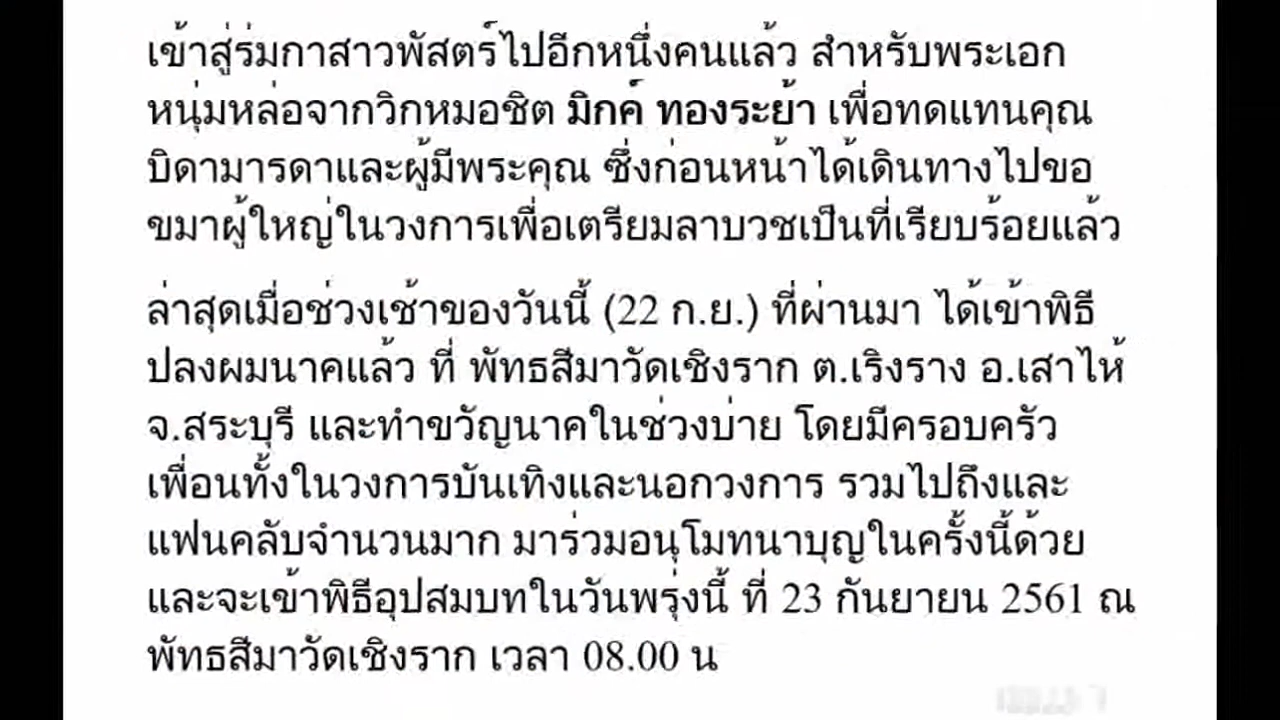 เข้าสู่ร่มกาสาวพัสตร์ไปอีกหนึ่งคนแล้ว สำหรับพระเอก
หนุ่มหล่อจากวิกหมอชิต มิกค์ ทองระย้า เพื่อทดแทนคุณ
บิดามารดาและผู้มีพระคุณ ซึ่งก่อนหน้าได้เดินทางไปขอ
ขมาผู้ใหญ่ในวงการเพื่อเตรียมลาบวชเป็นที่เรียบร้อยแล้ว
ล่าสุดเมื่อช่วงเช้าของวันนี้ (22 ก.ย.) ที่ผ่านมา ได้เข้าพิธี
ปลงผมนาคแล้ว ที่ พัทธสีมาวัดเชิงราก ต.เริงราง อ.เสาไห้
จ.สระบุรี และทำขวัญนาคในช่วงบ่าย โดยมีครอบครัว
เพื่อนทั้งในวงการบันเทิงและนอกวงการ รวมไปถึงและ
แฟนคลับจำนวนมาก มาร่วมอนุโมทนาบุญในครั้งนี้ด้วย
และจะเข้าพิธีอุปสมบทในวันพรุ่งนี้ ที่ 23 กันยายน 2561 ณ
พัทธสีมาวัดเชิงราก เวลา 08.00 น